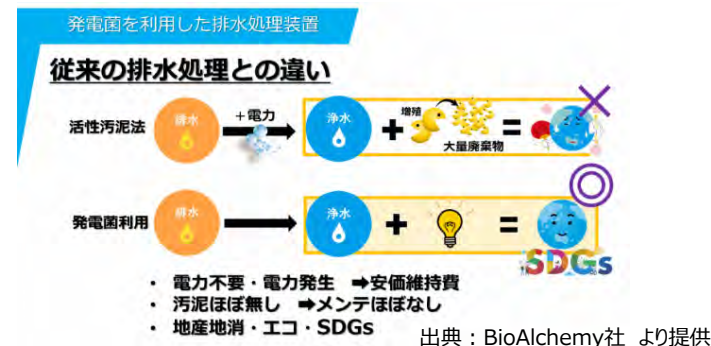 発電菌を利用した排水処理装置
従来の排水処理との違い
活性汚泥法
排水
+電力
浄水
+
増殖
大量廃棄物
=
×
発電菌利用
排水
浄水
+
=
◎
SDGs
・ 電力不要・電力発生 ➡安価維持費
・ 汚泥ほぼ無し ➡メンテほぼなし
・ 地産地消・エコ・SDGs
出典：BioAlchemy社 より提供